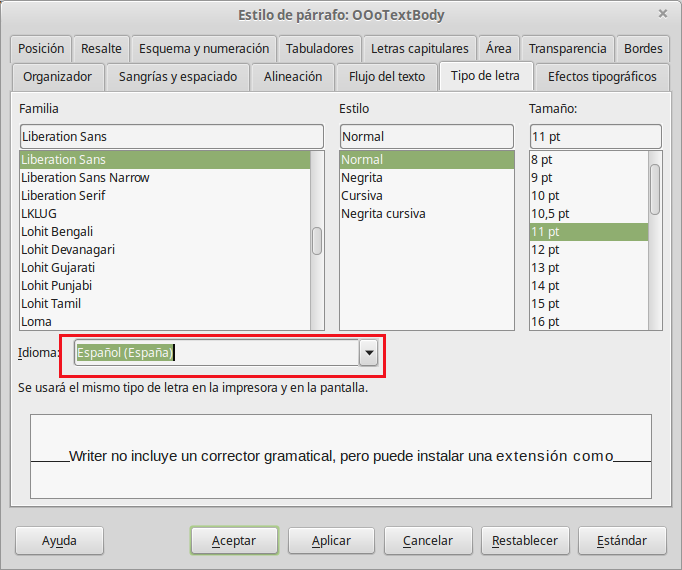 Estilo de párrafo: OOoTextBody
Posición Resalte Esquema y numeración Tabuladores Letras capitulares Área Transparencia Bordes
Organizador Sangrías y espaciado Alineación Flujo del texto Tipo de letra Efectos tipográficos
Familia Estilo Tamaño:
Liberation Sans Normal 11 pt
Liberation Sans Normal 8 pt
Liberation Sans Narrow Negrita 9 pt
Liberation Serif Cursiva 10 pt
LKLUG Negrita cursiva 10,5 pt
Lohit Bengali 11 pt
Lohit Devanagari 12 pt
Lohit Gujarati 13 pt
Lohit Punjabi 14 pt
Lohit Tamil 15 pt
Loma 16 pt
Idioma: Español (España)
Se usará el mismo tipo de letra en la impresora y en la pantalla.
Writer no incluye un corrector gramatical, pero puede instalar una extensión como
Ayuda Aceptar Aplicar Cancelar Restablecer Estándar